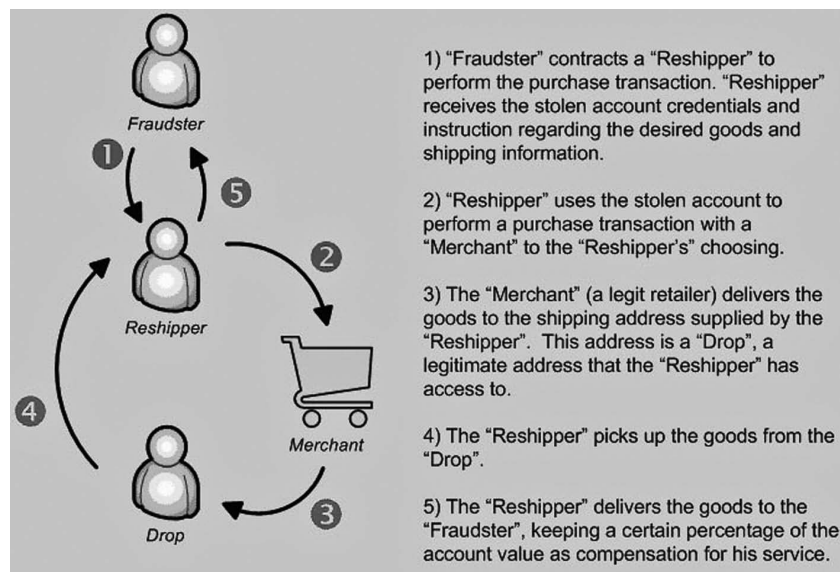 Fraudster
1
5
Reshipper
2
4
Merchant
Drop
3
1) “Fraudster” contracts a “Reshipper” to
perform the purchase transaction. “Reshipper”
receives the stolen account credentials and
instruction regarding the desired goods and
shipping information.
2) “Reshipper” uses the stolen account to
perform a purchase transaction with a
“Merchant” to the “Reshipper’s” choosing.
3) The “Merchant” (a legit retailer) delivers the
goods to the shipping address supplied by the
“Reshipper”. This address is a “Drop”, a
legitimate address that the “Reshipper” has
access to.
4) The “Reshipper” picks up the goods from the
“Drop”.
5) The “Reshipper” delivers the goods to the
“Fraudster”, keeping a certain percentage of the
account value as compensation for his service.